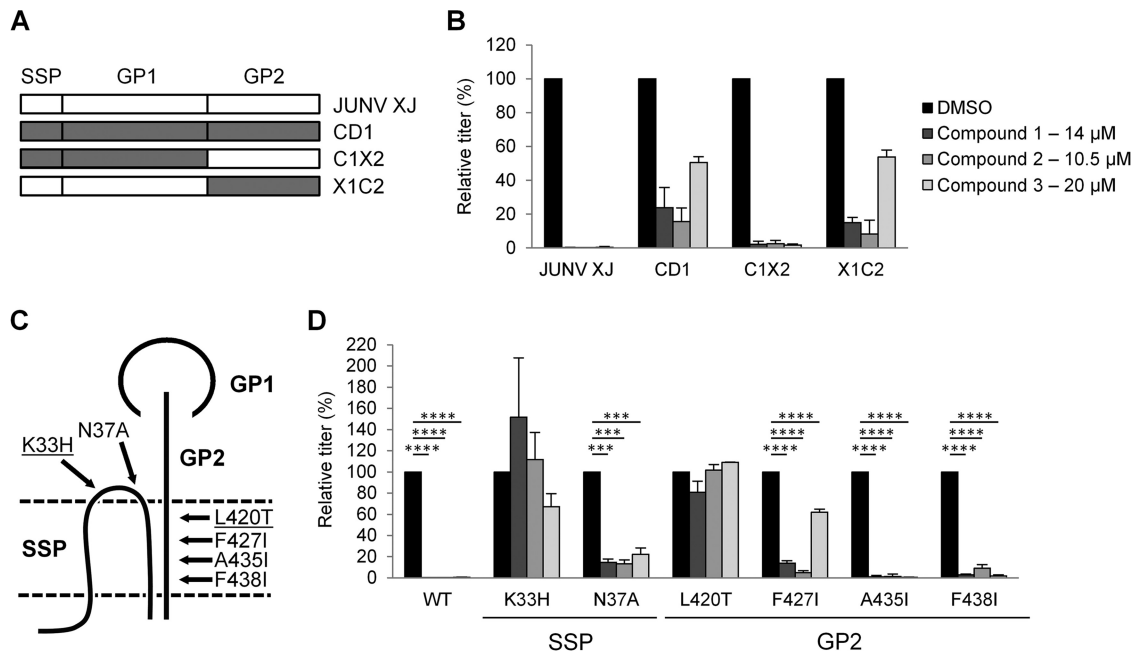 A
SSP GP1 GP2
JUNV XJ
CD1
C1X2
X1C2
B
Relative titer (%)
120
100
80
60
40
20
0
JUNV XJ CD1 C1X2 X1C2
DMSO
Compound 1 – 14 µM
Compound 2 – 10.5 µM
Compound 3 – 20 µM
C
GP1
N37A
K33H
GP2
SSP
L420T
F427I
A435I
F438I
D
Relative titer (%)
220
200
180
160
140
120
100
80
60
40
20
0
**** *** **** **** ****
**** *** **** **** ****
**** *** **** **** ****
WT K33H N37A L420T F427I A435I F438I
SSP GP2